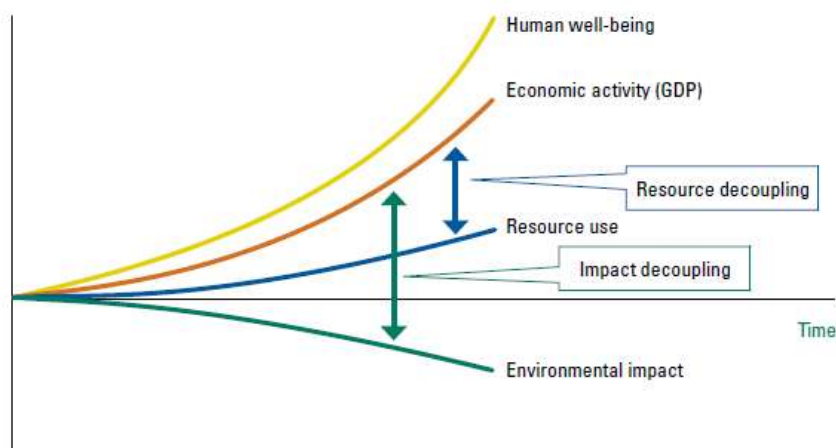 Human well-being
Economic activity (GDP)
Resource decoupling
Resource use
Impact decoupling
Time
Environmental impact